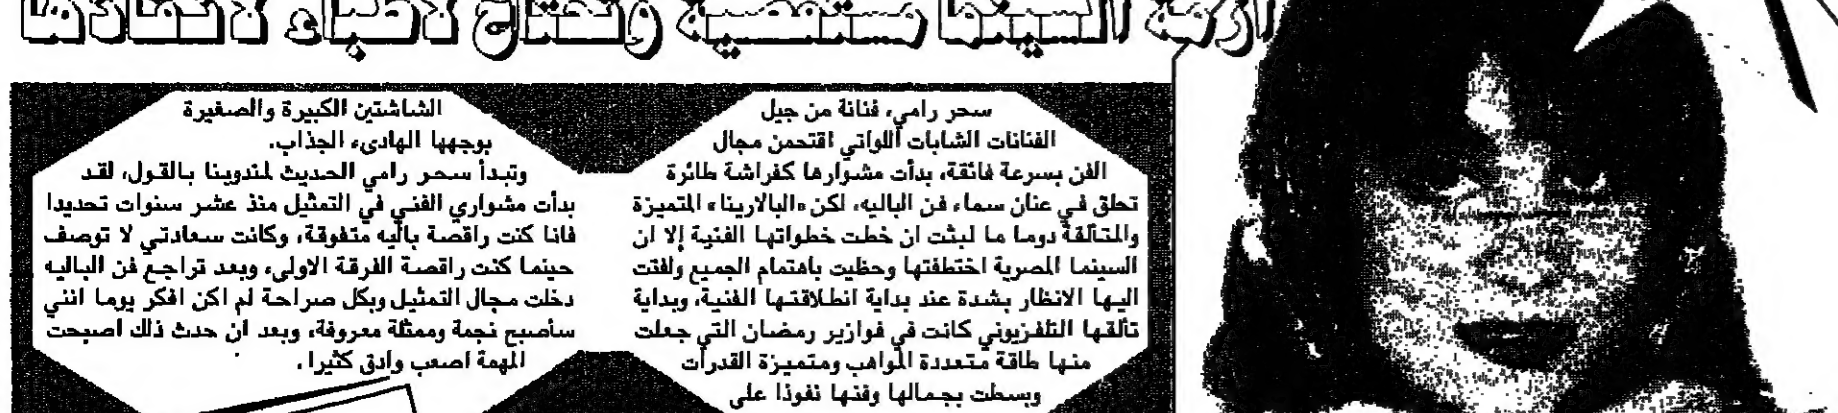 ازمة السينما مستعصية وتحتاج لأطباء لانقاذها
سحر رامي، فنانة من جيل
الفنانات الشابات اللواتي اقتحمن مجال
الفن بسرعة فائقة، بدأت مشوارها كفراشة طائرة
تحلق في عنان سماء فن الباليه، لكن «البالارينا» المتميزة
والمتألقة دوما ما لبثت ان خطت خطواتها الفنية إلا ان
السينما المصرية اختطفتها وحظيت باهتمام الجميع ولفتت
اليها الانظار بشدة عند بداية انطلاقتها الفنية، وبداية
تألقها التلفزيوني كانت في فوازير رمضان التي جعلت
منها طاقة متعددة المواهب ومتميزة القدرات
وبسطت بجمالها وفنها نفوذا على
الشاشتين الكبيرة والصغيرة
بوجهها الهادىء الجذاب.
وتبدأ سحر رامي الحديث لمندوبنا بالقول، لقد
بدأت مشواري الفني في التمثيل منذ عشر سنوات تحديدا
فانا كنت راقصة باليه متفوقة، وكانت سعادتي لا توصف
حينما كنت راقصة الفرقة الاولى، وبعد تراجع فن الباليه
دخلت مجال التمثيل وبكل صراحة لم اكن افكر يوما انني
سأصبح نجمة وممثلة معروفة، وبعد ان حدث ذلك اصبحت
المهمة اصعب وادق كثيرا.